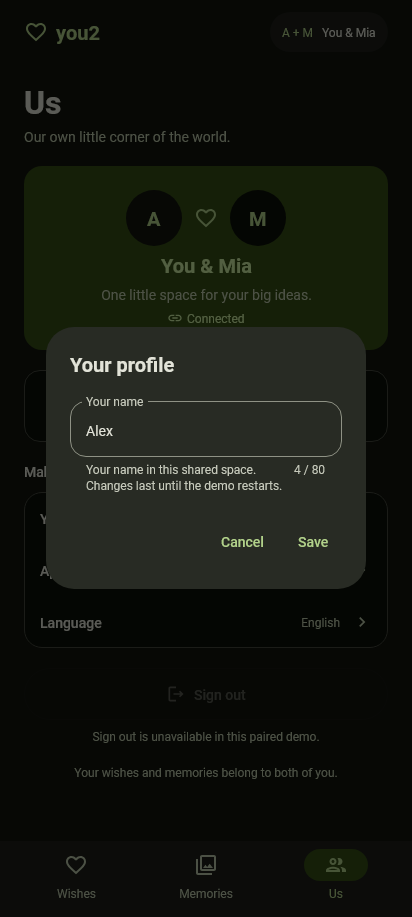 you2
A + M You & Mia
Us
Our own little corner of the world.
A
M
You & Mia
One little space for your big ideas.
Connected
Your profile
Your name
Alex
Your name in this shared space. 4 / 80
Changes last until the demo restarts.
Cancel Save
Language English
Sign out
Sign out is unavailable in this paired demo.
Your wishes and memories belong to both of you.
Wishes Memories Us